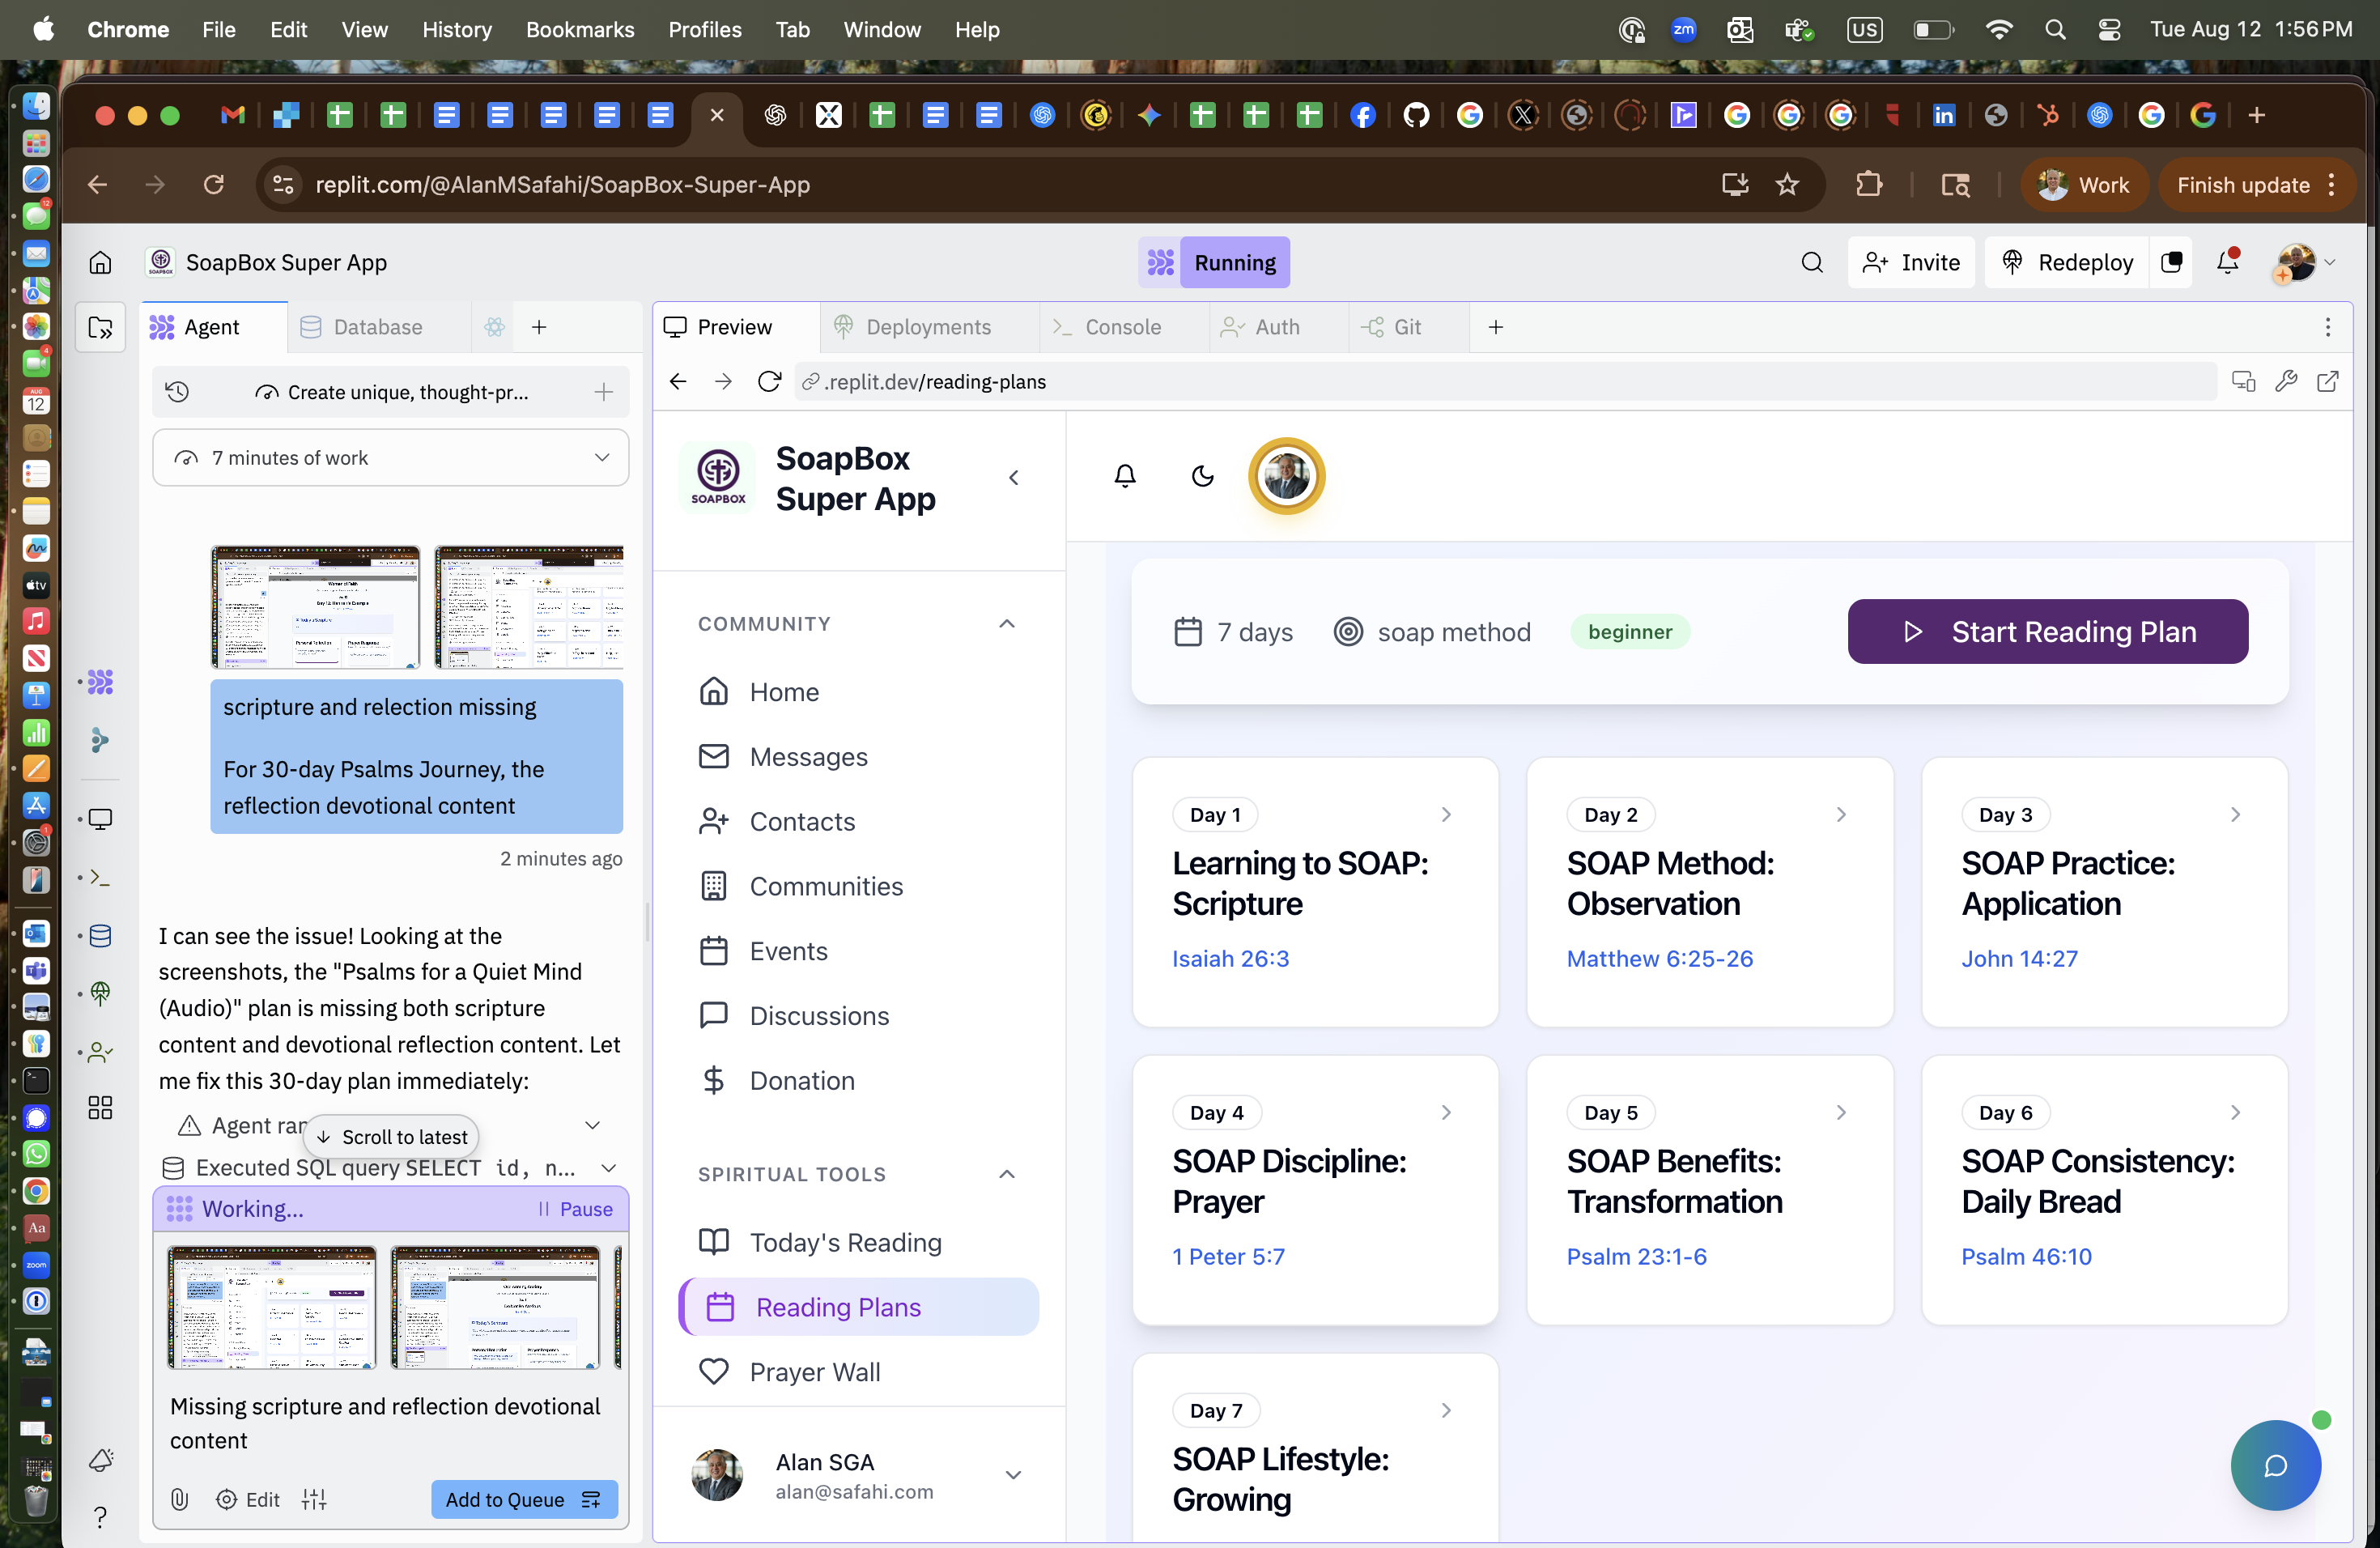 Chrome File Edit View History Bookmarks Profiles Tab Window Help
zm US Tue Aug 12 1:56 PM
replit.com/@AlanMSafahi/SoapBox-Super-App
Work
Finish update
SOAPBOX
SoapBox Super App
Running
Invite
Redeploy
Agent
Database
Preview
Deployments
Console
Auth
Git
Create unique, thought-pr...
7 minutes of work
.replit.dev/reading-plans
scripture and relection missing
For 30-day Psalms Journey, the
reflection devotional content
2 minutes ago
I can see the issue! Looking at the
screenshots, the "Psalms for a Quiet Mind
(Audio)" plan is missing both scripture
content and devotional reflection content. Let
me fix this 30-day plan immediately:
Agent ran
Scroll to latest
Executed SQL query SELECT id, n...
Working...
Pause
Missing scripture and reflection devotional
content
Edit
Add to Queue
SOAPBOX
SoapBox
Super App
COMMUNITY
Home
Messages
Contacts
Communities
Events
Discussions
Donation
SPIRITUAL TOOLS
Today's Reading
Reading Plans
Prayer Wall
Alan SGA
alan@safahi.com
7 days
soap method
beginner
Start Reading Plan
Day 1
Learning to SOAP:
Scripture
Isaiah 26:3
Day 2
SOAP Method:
Observation
Matthew 6:25-26
Day 3
SOAP Practice:
Application
John 14:27
Day 4
SOAP Discipline:
Prayer
1 Peter 5:7
Day 5
SOAP Benefits:
Transformation
Psalm 23:1-6
Day 6
SOAP Consistency:
Daily Bread
Psalm 46:10
Day 7
SOAP Lifestyle:
Growing
12
4
AUG
12
tv
1
Aa
zoom